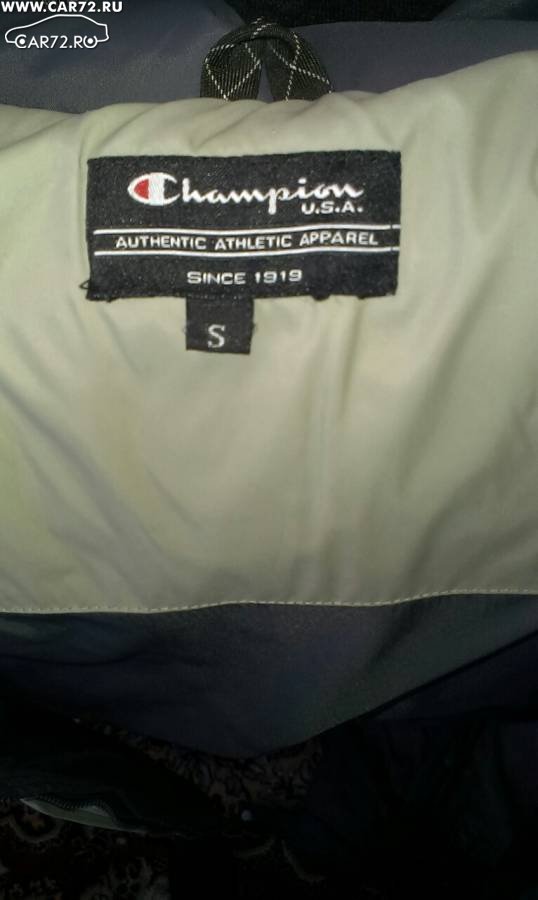 WWW.CAR72.RU
CAR72.RU
Champion
U.S.A.
AUTHENTIC ATHLETIC APPAREL
SINCE 1919
S